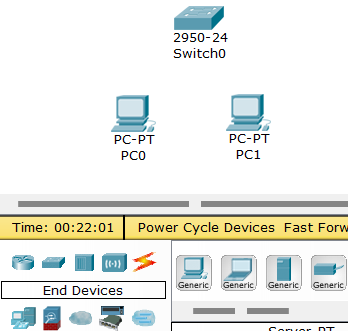 2950-24
Switch0
PC-PT
PC0
PC-PT
PC1
Time: 00:22:01
Power Cycle Devices Fast Forw
End Devices
Generic
Generic
Generic
Generic
Server-PT